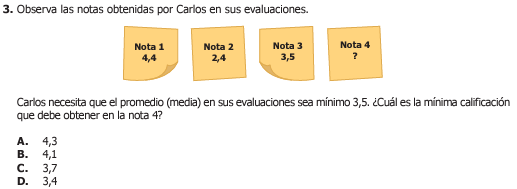 3. Observa las notas obtenidas por Carlos en sus evaluaciones.
Nota 1
4,4
Nota 2
2,4
Nota 3
3,5
Nota 4
?
Carlos necesita que el promedio (media) en sus evaluaciones sea mínimo 3,5. ¿Cuál es la mínima calificación
que debe obtener en la nota 4?
A. 4,3
B. 4,1
C. 3,7
D. 3,4